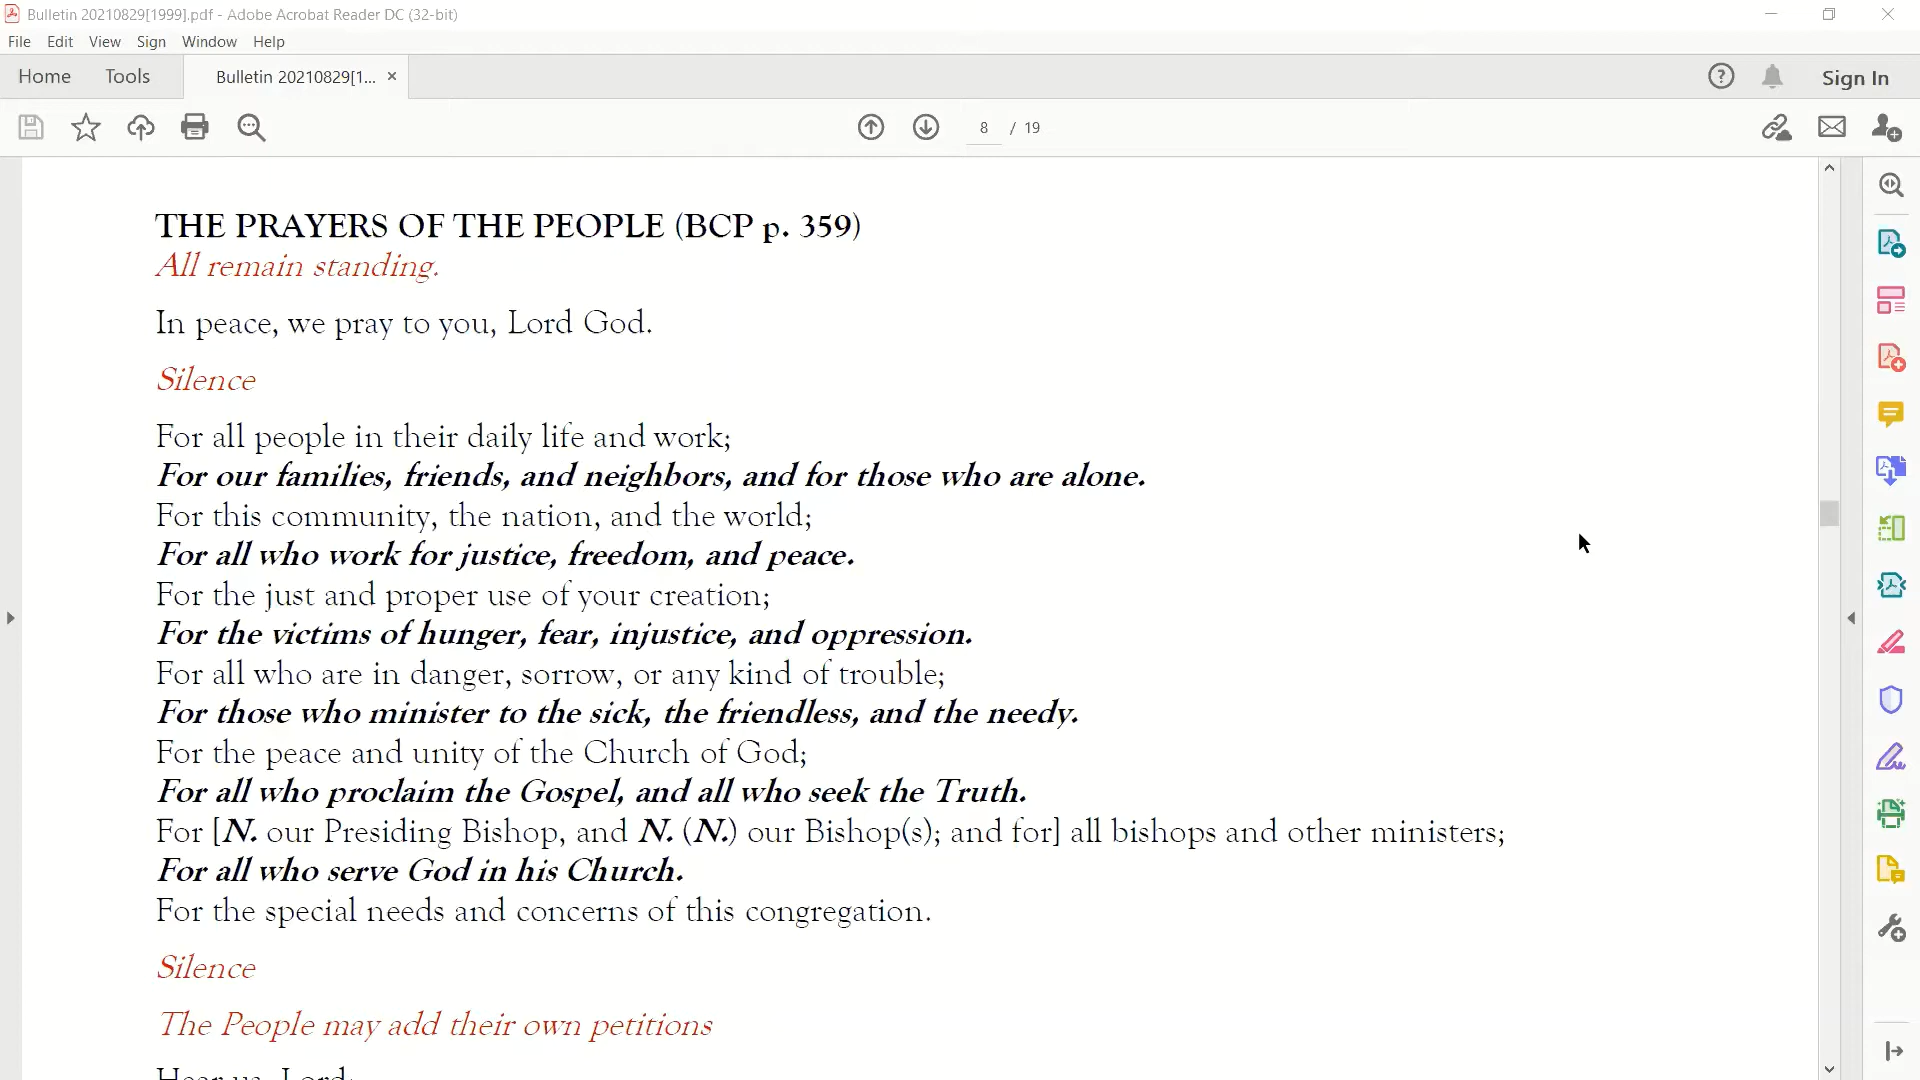 Bulletin 20210829[1999].pdf - Adobe Acrobat Reader DC (32-bit)
File Edit View Sign Window Help
Home Tools Bulletin 20210829[1... × Sign In
8 / 19
THE PRAYERS OF THE PEOPLE (BCP p. 359)
All remain standing.
In peace, we pray to you, Lord God.
Silence
For all people in their daily life and work;
For our families, friends, and neighbors, and for those who are alone.
For this community, the nation, and the world;
For all who work for justice, freedom, and peace.
For the just and proper use of your creation;
For the victims of hunger, fear, injustice, and oppression.
For all who are in danger, sorrow, or any kind of trouble;
For those who minister to the sick, the friendless, and the needy.
For the peace and unity of the Church of God;
For all who proclaim the Gospel, and all who seek the Truth.
For [N. our Presiding Bishop, and N. (N.) our Bishop(s); and for] all bishops and other ministers;
For all who serve God in his Church.
For the special needs and concerns of this congregation.
Silence
The People may add their own petitions
Hear us, Lord;